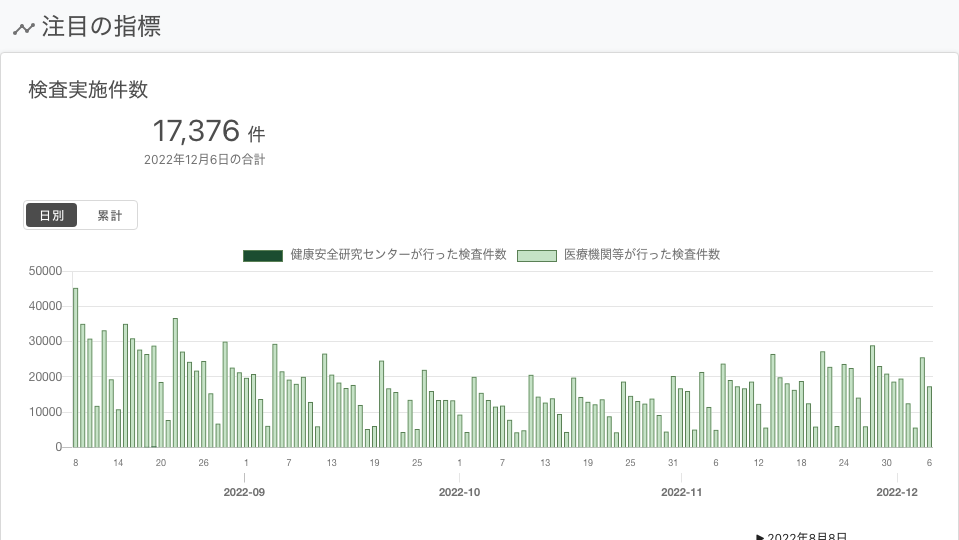 注目の指標
検査実施件数
17,376 件
2022年12月6日の合計
日別 累計
健康安全研究センターが行った検査件数 医療機関等が行った検査件数
50000
40000
30000
20000
10000
0
8 14 20 26 1 7 13 19 25 1 7 13 19 25 31 6 12 18 24 30 6
2022-09 2022-10 2022-11 2022-12
▶ 2022年8月8日